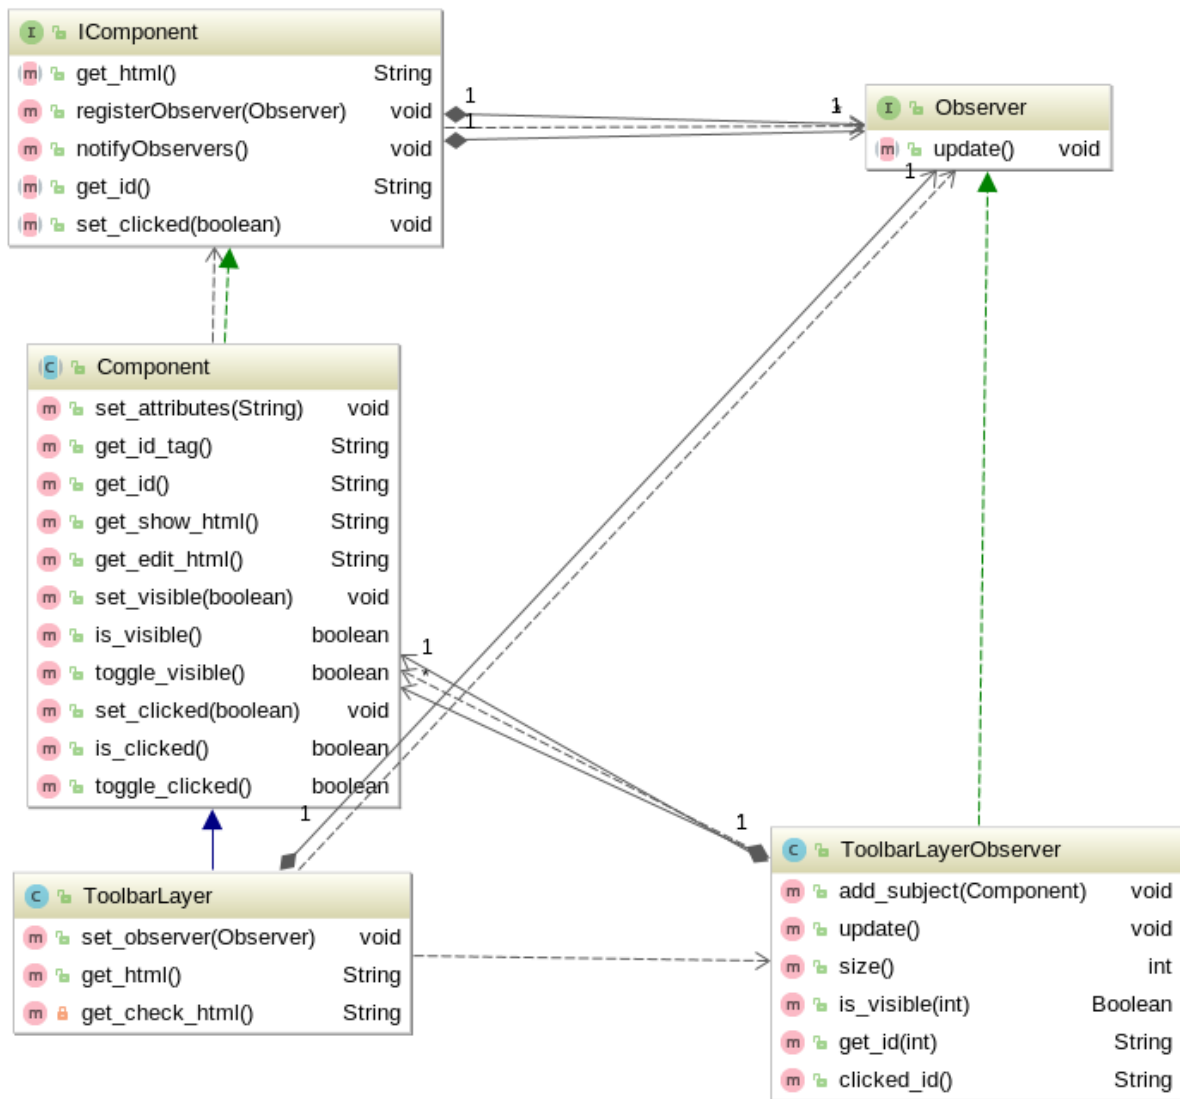 I IComponent
m get_html() String
m registerObserver(Observer) void
m notifyObservers() void
m get_id() String
m set_clicked(boolean) void
1
1
1
*
I Observer
m update() void
1
C Component
m set_attributes(String) void
m get_id_tag() String
m get_id() String
m get_show_html() String
m get_edit_html() String
m set_visible(boolean) void
m is_visible() boolean
m toggle_visible() boolean
m set_clicked(boolean) void
m is_clicked() boolean
m toggle_clicked() boolean
1
*
1
1
C ToolbarLayer
m set_observer(Observer) void
m get_html() String
m get_check_html() String
C ToolbarLayerObserver
m add_subject(Component) void
m update() void
m size() int
m is_visible(int) Boolean
m get_id(int) String
m clicked_id() String